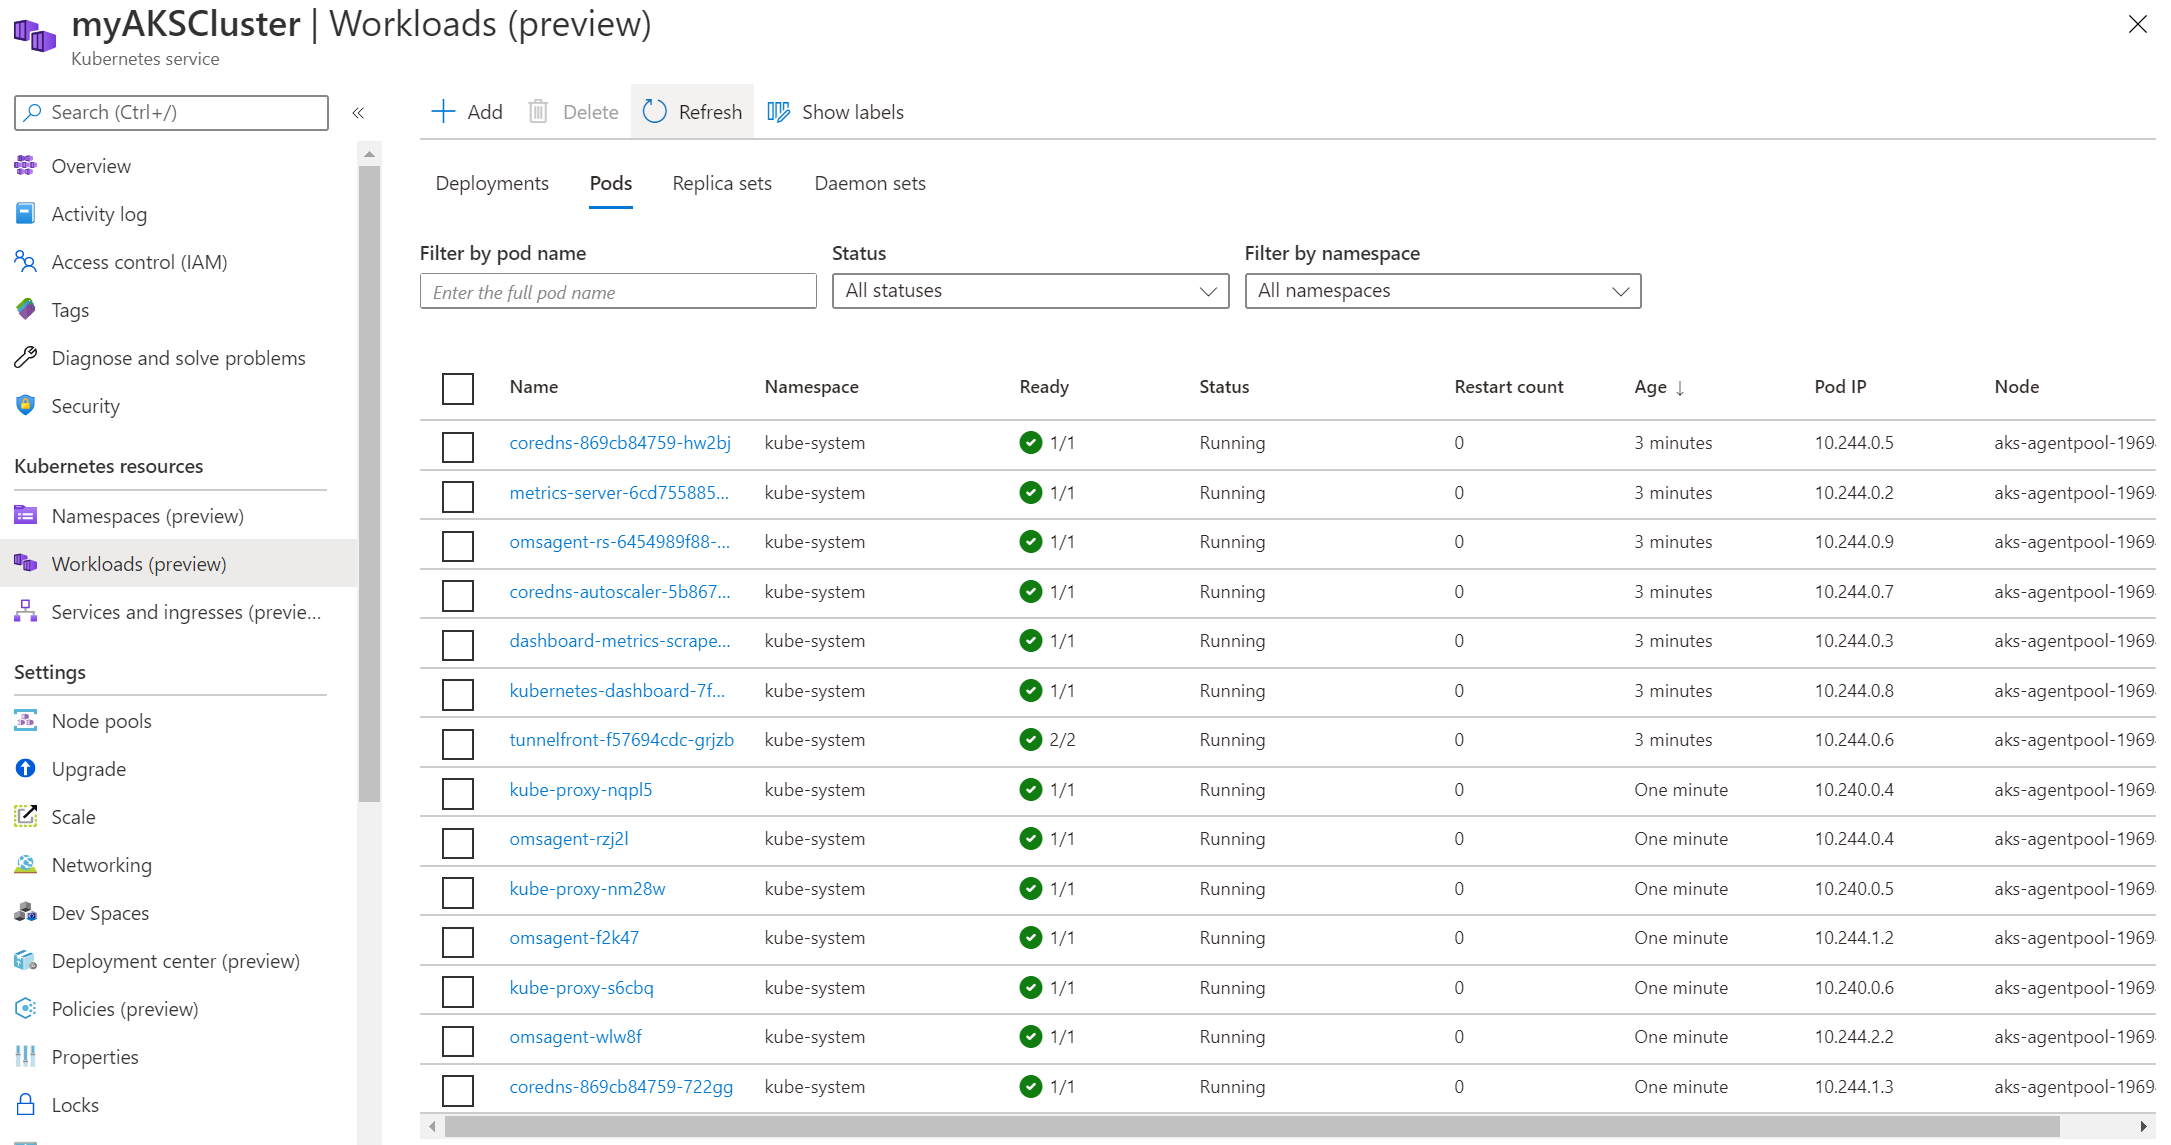 myAKSCluster | Workloads (preview)
Kubernetes service
Search (Ctrl+/)
«
Overview
Activity log
Access control (IAM)
Tags
Diagnose and solve problems
Security
Kubernetes resources
Namespaces (preview)
Workloads (preview)
Services and ingresses (previe...
Settings
Node pools
Upgrade
Scale
Networking
Dev Spaces
Deployment center (preview)
Policies (preview)
Properties
Locks
Add Delete Refresh Show labels
Deployments Pods Replica sets Daemon sets
Filter by pod name Status Filter by namespace
Enter the full pod name All statuses All namespaces
Name Namespace Ready Status Restart count Age ↓ Pod IP Node
coredns-869cb84759-hw2bj kube-system 1/1 Running 0 3 minutes 10.244.0.5 aks-agentpool-1969
metrics-server-6cd755885... kube-system 1/1 Running 0 3 minutes 10.244.0.2 aks-agentpool-1969
omsagent-rs-6454989f88-... kube-system 1/1 Running 0 3 minutes 10.244.0.9 aks-agentpool-1969
coredns-autoscaler-5b867... kube-system 1/1 Running 0 3 minutes 10.244.0.7 aks-agentpool-1969
dashboard-metrics-scrape... kube-system 1/1 Running 0 3 minutes 10.244.0.3 aks-agentpool-1969
kubernetes-dashboard-7f... kube-system 1/1 Running 0 3 minutes 10.244.0.8 aks-agentpool-1969
tunnelfront-f57694cdc-grjzb kube-system 2/2 Running 0 3 minutes 10.244.0.6 aks-agentpool-1969
kube-proxy-nqpl5 kube-system 1/1 Running 0 One minute 10.240.0.4 aks-agentpool-1969
omsagent-rzj2l kube-system 1/1 Running 0 One minute 10.244.0.4 aks-agentpool-1969
kube-proxy-nm28w kube-system 1/1 Running 0 One minute 10.240.0.5 aks-agentpool-1969
omsagent-f2k47 kube-system 1/1 Running 0 One minute 10.244.1.2 aks-agentpool-1969
kube-proxy-s6cbq kube-system 1/1 Running 0 One minute 10.240.0.6 aks-agentpool-1969
omsagent-wlw8f kube-system 1/1 Running 0 One minute 10.244.2.2 aks-agentpool-1969
coredns-869cb84759-722gg kube-system 1/1 Running 0 One minute 10.244.1.3 aks-agentpool-1969